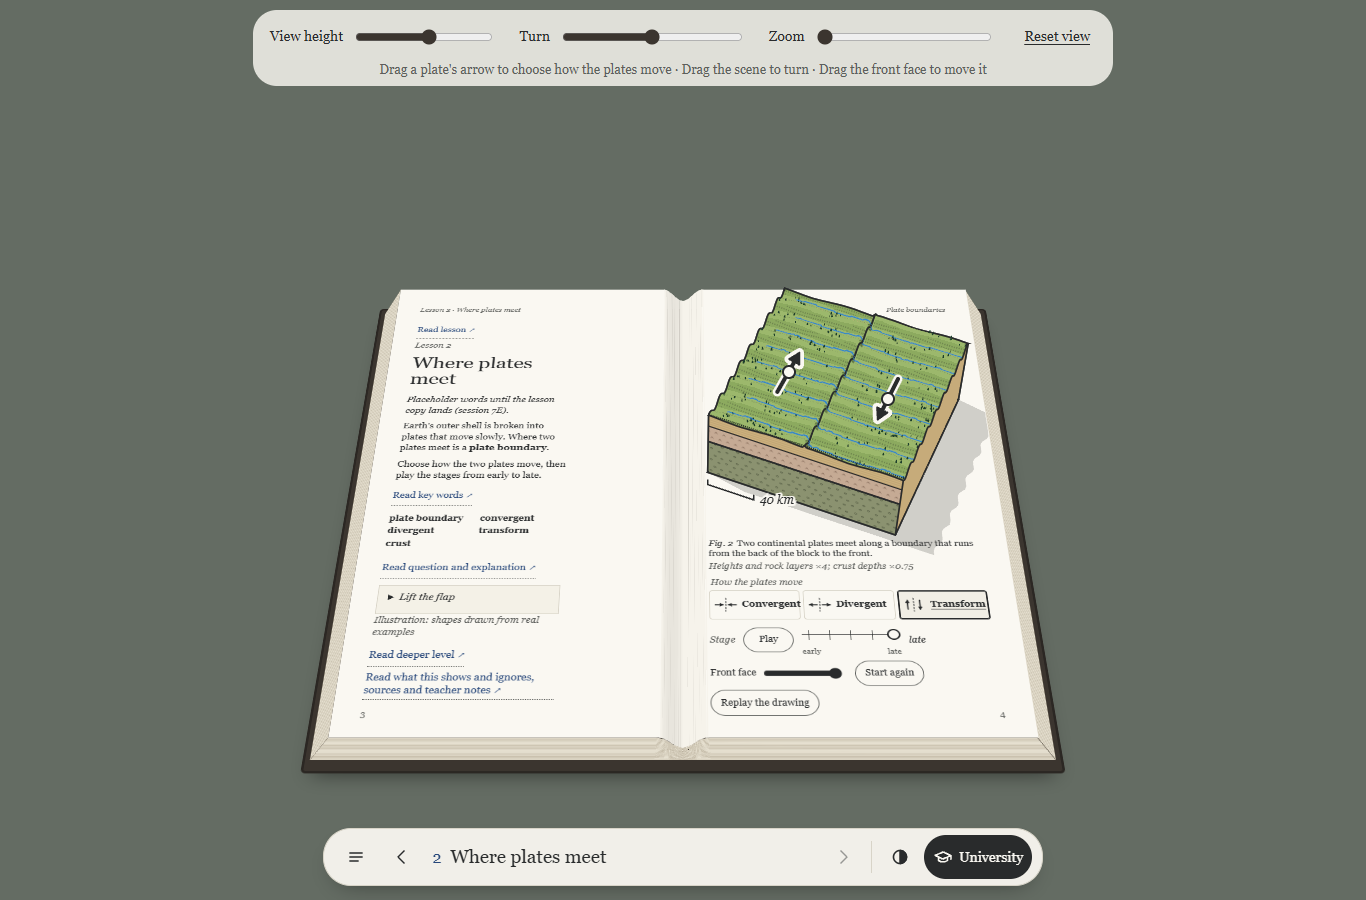 View height
Turn
Zoom
Reset view
Drag a plate's arrow to choose how the plates move · Drag the scene to turn · Drag the front face to move it
Lesson 2 · Where plates meet
Read lesson ↗
Lesson 2
Where plates
meet
Placeholder words until the lesson
copy lands (session 7E).
Earth's outer shell is broken into
plates that move slowly. Where two
plates meet is a plate boundary.
Choose how the two plates move, then
play the stages from early to late.
Read key words ↗
plate boundary convergent
divergent transform
crust
Read question and explanation ↗
▶ Lift the flap
Illustration: shapes drawn from real
examples
Read deeper level ↗
Read what this shows and ignores,
sources and teacher notes ↗
3
Plate boundaries
40 km
Fig. 2 Two continental plates meet along a boundary that runs
from the back of the block to the front.
Heights and rock layers ×4; crust depths ×0.75
How the plates move
Convergent
Divergent
Transform
Stage
Play
late
early
late
Front face
Start again
Replay the drawing
4
2 Where plates meet
University